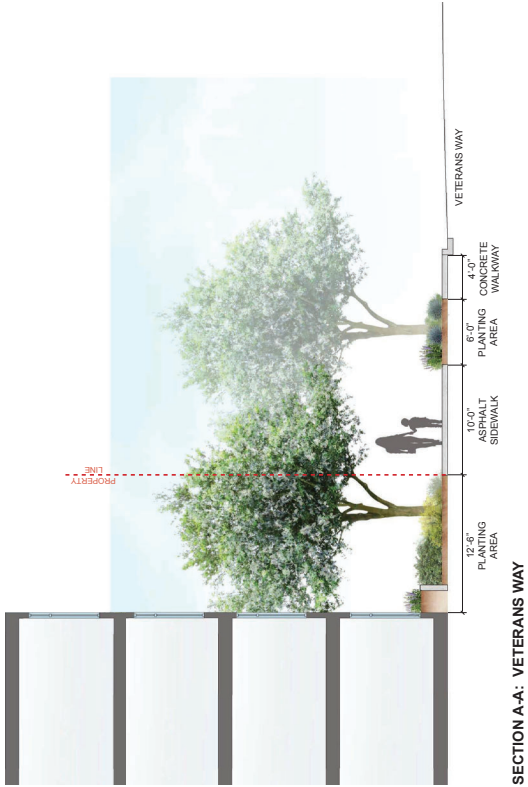 PROPERTY
LINE
12'-6"
PLANTING
AREA
10'-0"
ASPHALT
SIDEWALK
6'-0"
PLANTING
AREA
4'-0"
CONCRETE
WALKWAY
VETERANS WAY
SECTION A-A: VETERANS WAY